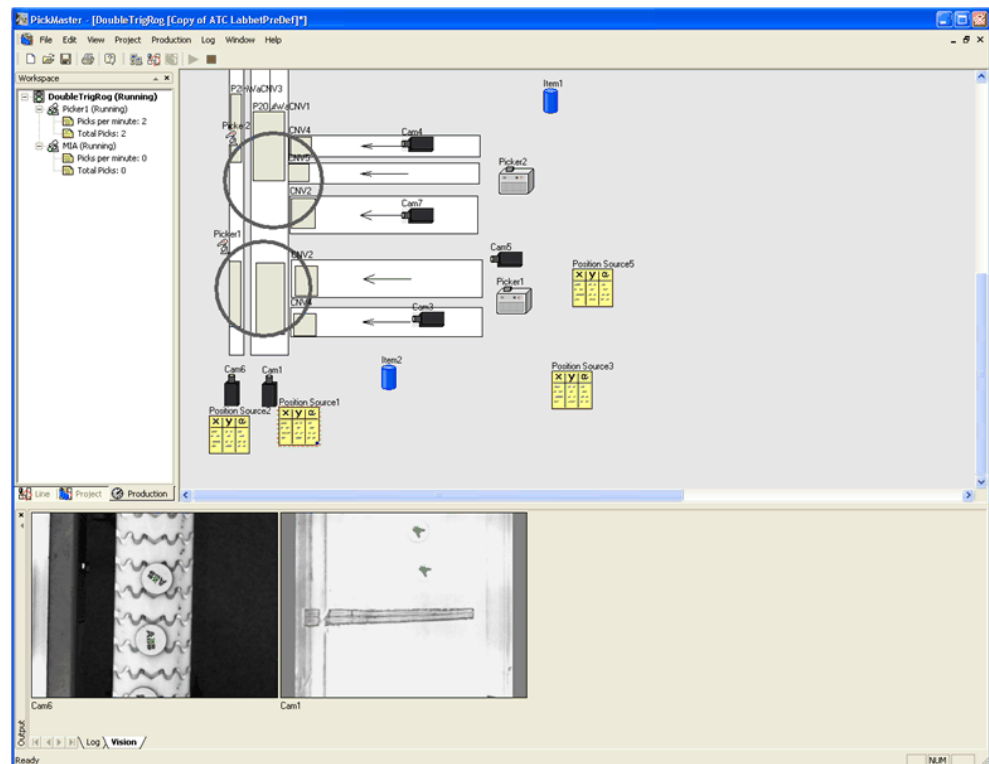 PickMaster - [DoubleTrigRog [Copy of ATC LabbetPreDef]*]
File Edit View Project Production Log Window Help
Workspace
DoubleTrigRog (Running)
Picker1 (Running)
Picks per minute: 2
Total Picks: 2
MIA (Running)
Picks per minute: 0
Total Picks: 0
Line Project Production
Item1
CNV4
Cam4
Picker2
Picker2
CNV2
Cam7
Picker1
Cam5
CNV2
Position Source5
x y α
Picker1
Cam3
Item2
Position Source3
x y α
Cam6
Cam1
Position Source2
Position Source1
x y α
x y α
Cam6
Cam1
Output
Log Vision
Ready
NUM